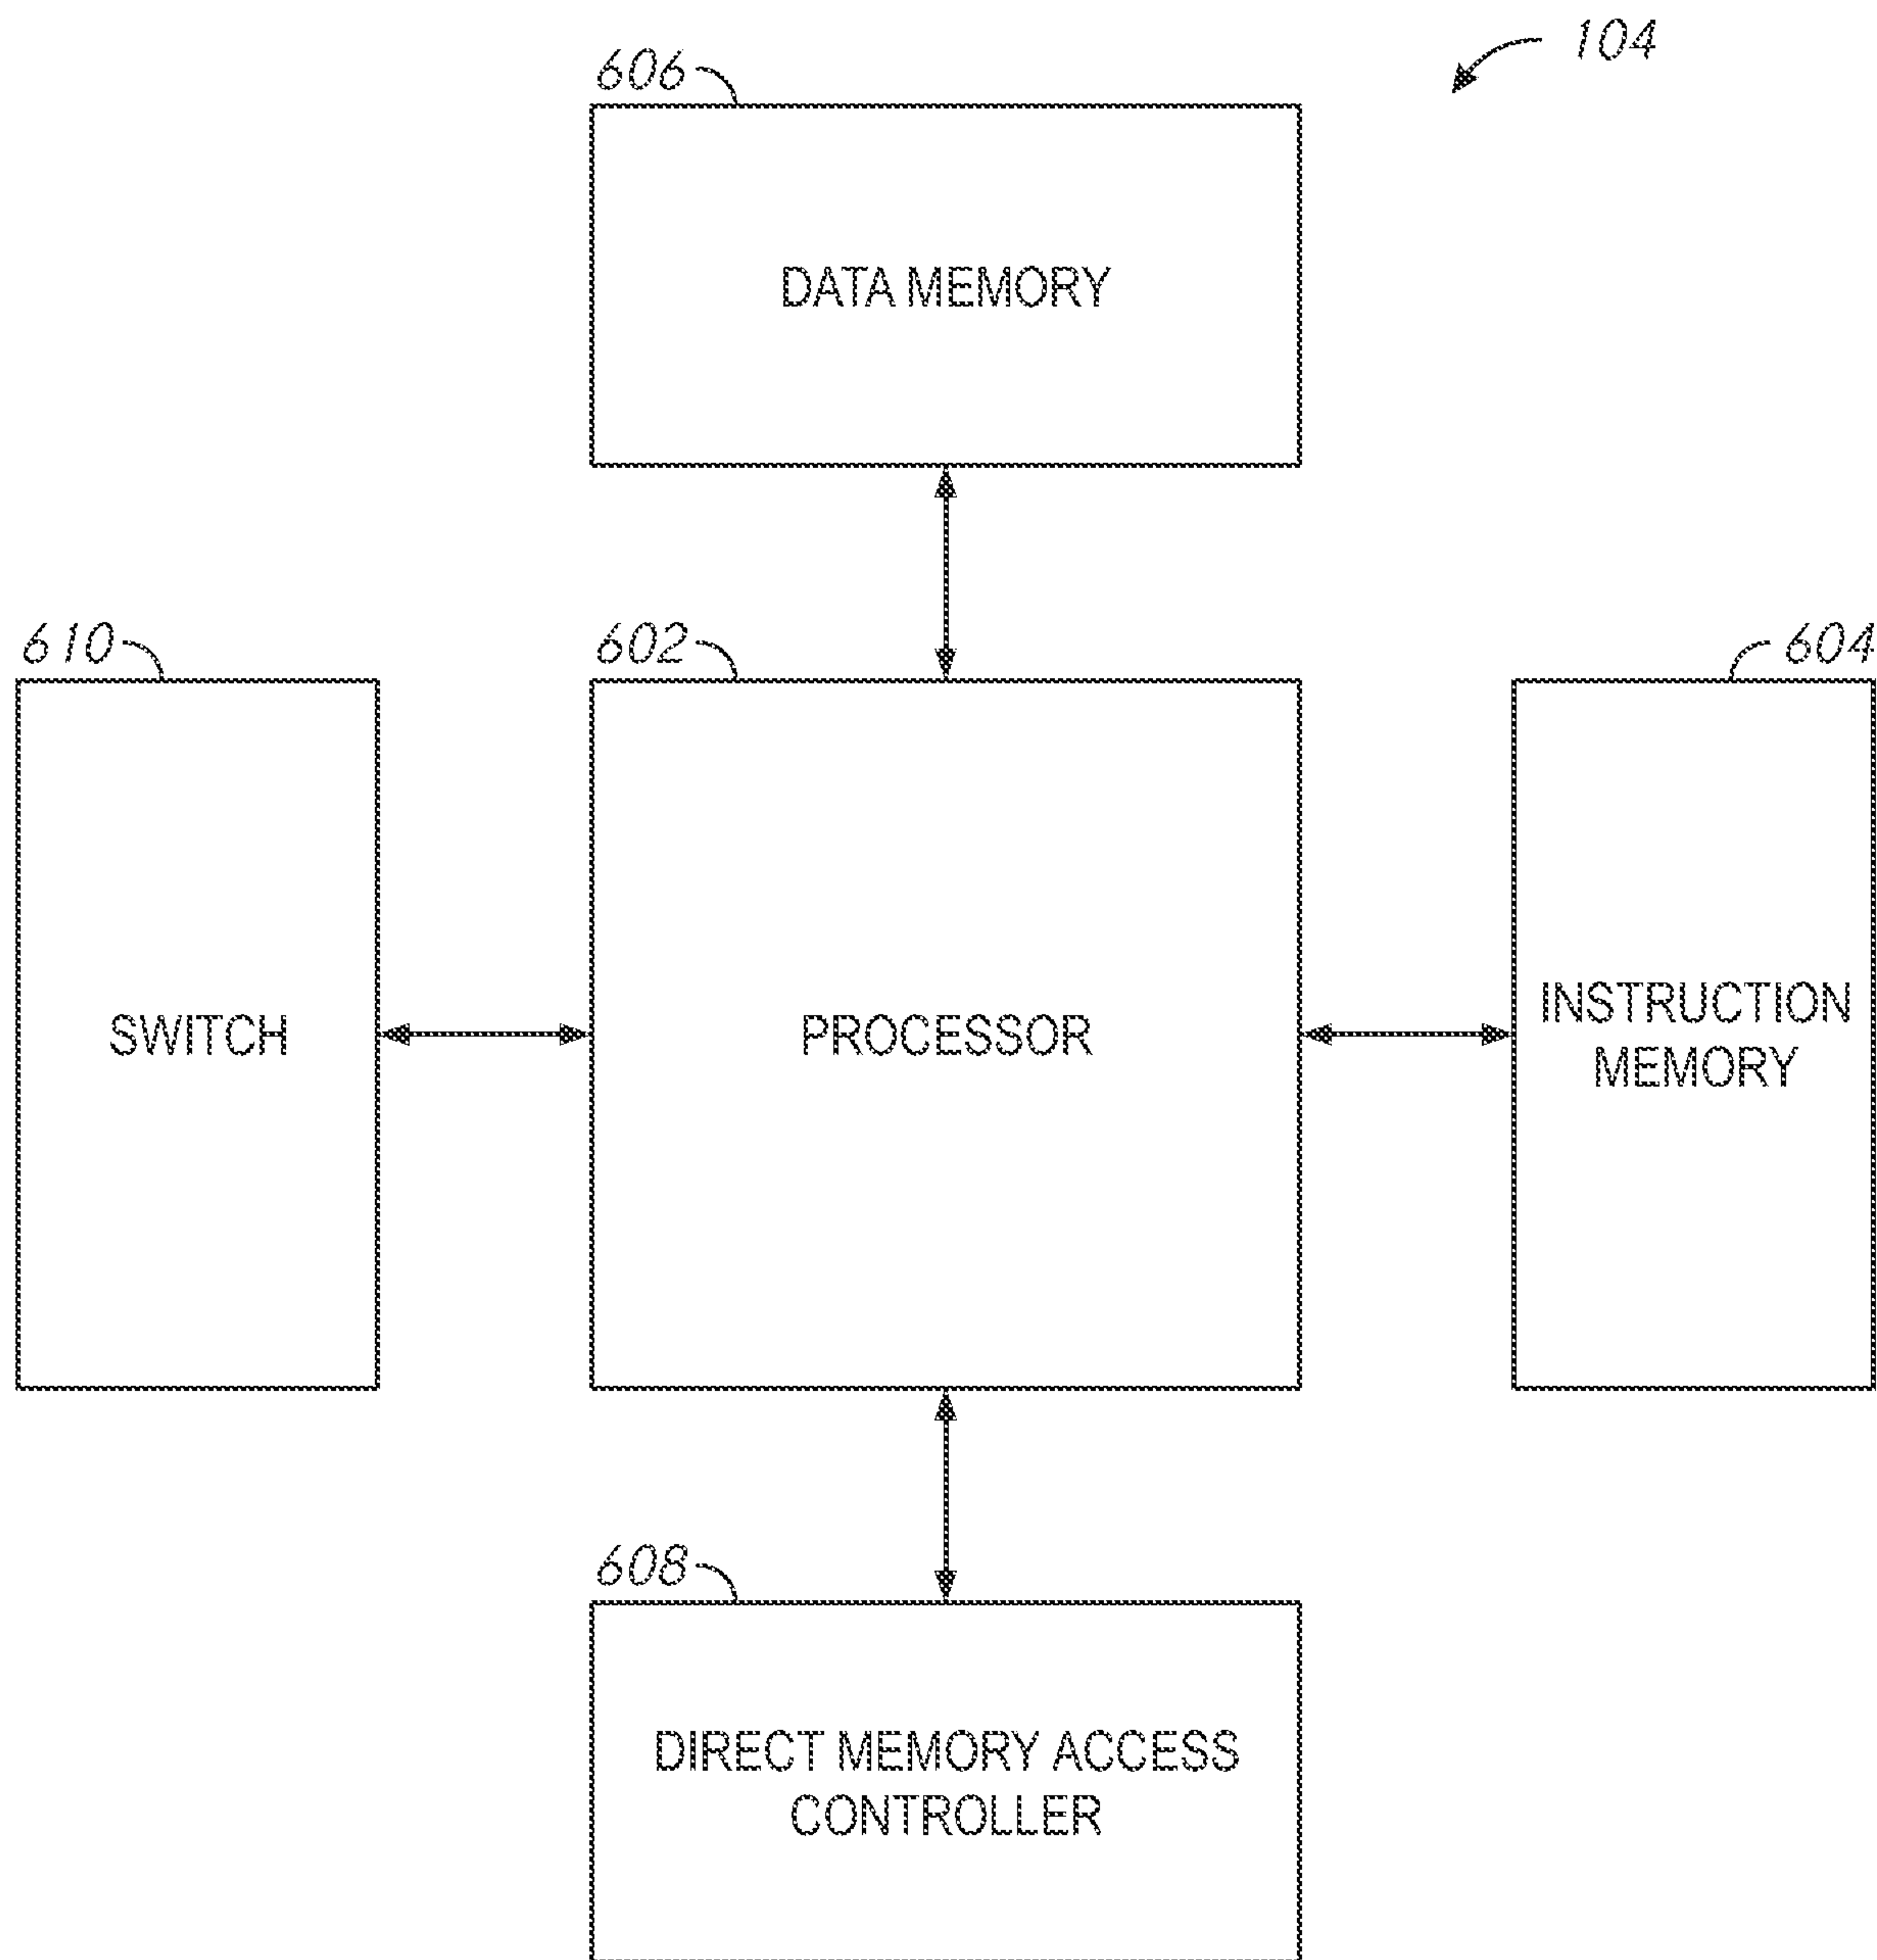 104
606
DATA MEMORY
610
602
604
SWITCH
PROCESSOR
INSTRUCTION
MEMORY
608
DIRECT MEMORY ACCESS
CONTROLLER